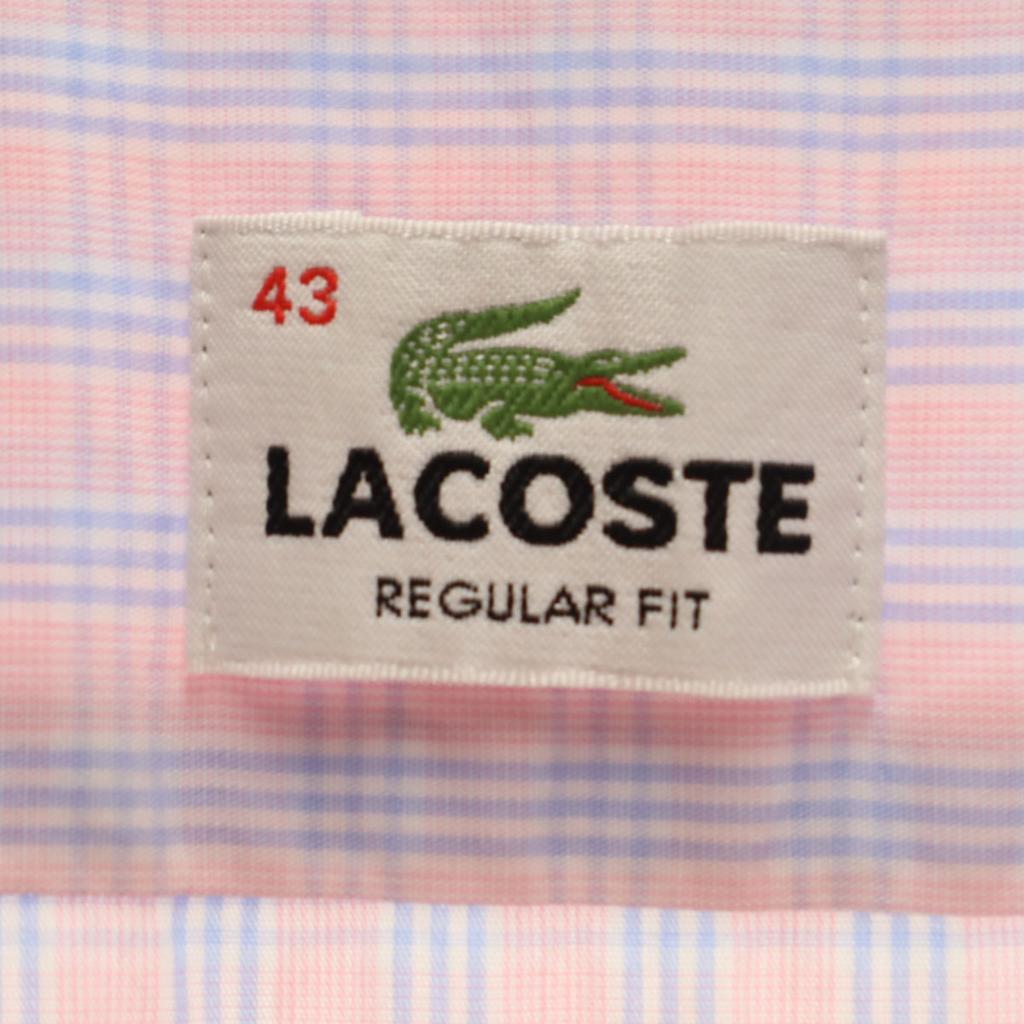 43
LACOSTE
REGULAR FIT